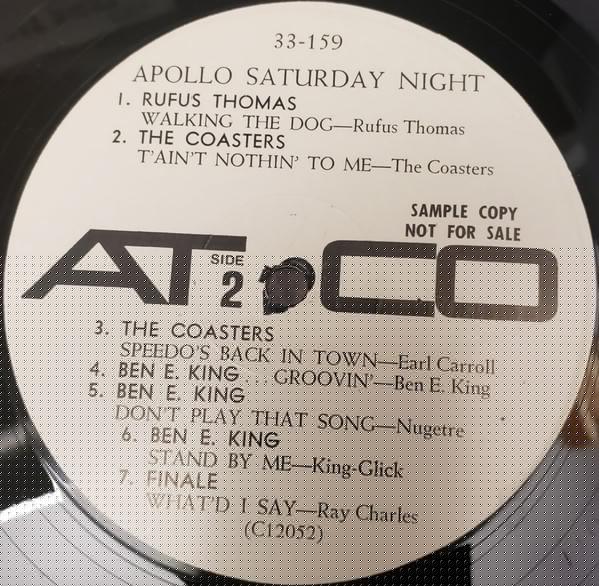 33-159
APOLLO SATURDAY NIGHT
1. RUFUS THOMAS
WALKING THE DOG—Rufus Thomas
2. THE COASTERS
T'AIN'T NOTHIN' TO ME—The Coasters
SAMPLE COPY
NOT FOR SALE
ATCO
SIDE
2
3. THE COASTERS
SPEEDO'S BACK IN TOWN—Earl Carroll
4. BEN E. KING ... GROOVIN'—Ben E. King
5. BEN E. KING
DON'T PLAY THAT SONG—Nugetre
6. BEN E. KING
STAND BY ME—King-Glick
7. FINALE
WHAT'D I SAY—Ray Charles
(C12052)